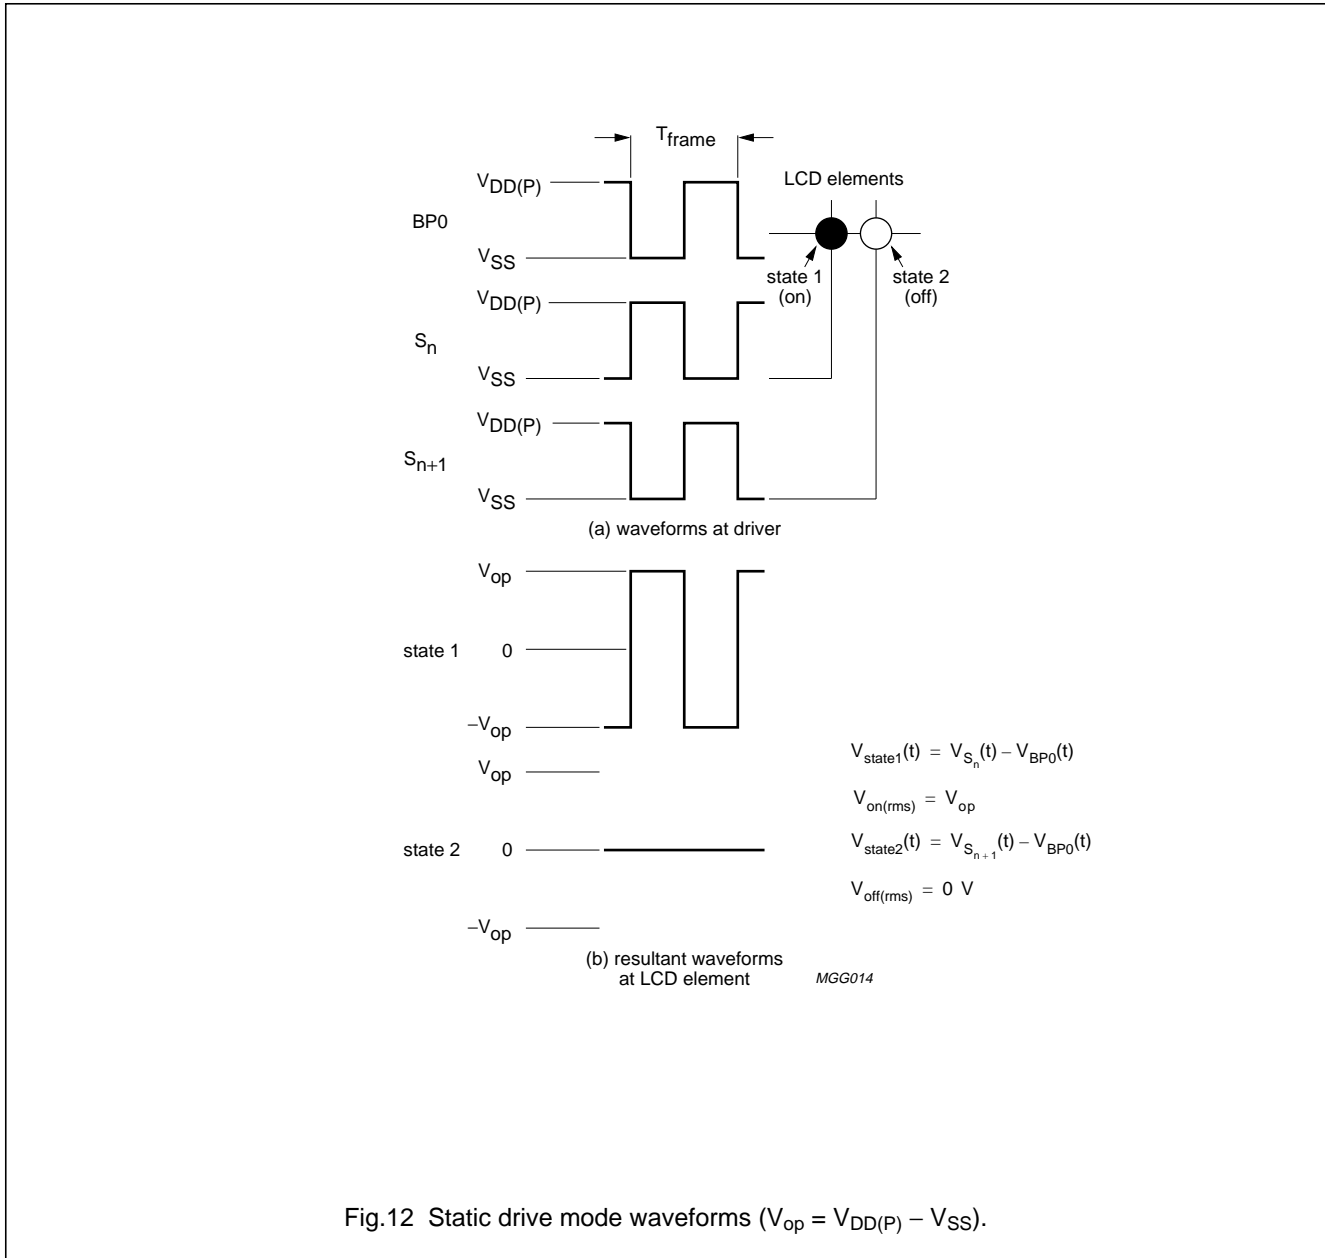 T_frame
V_DD(P)
LCD elements
BP0
V_SS
state 1
(on)
state 2
(off)
V_DD(P)
S_n
V_SS
V_DD(P)
S_n+1
V_SS
(a) waveforms at driver
V_op
state 1 0
−V_op
V_state1(t) = V_S_n(t) − V_BP0(t)
V_op
V_on(rms) = V_op
state 2 0
V_state2(t) = V_S_n+1(t) − V_BP0(t)
V_off(rms) = 0 V
−V_op
(b) resultant waveforms
at LCD element
MGG014
Fig.12 Static drive mode waveforms (V_op = V_DD(P) − V_SS).